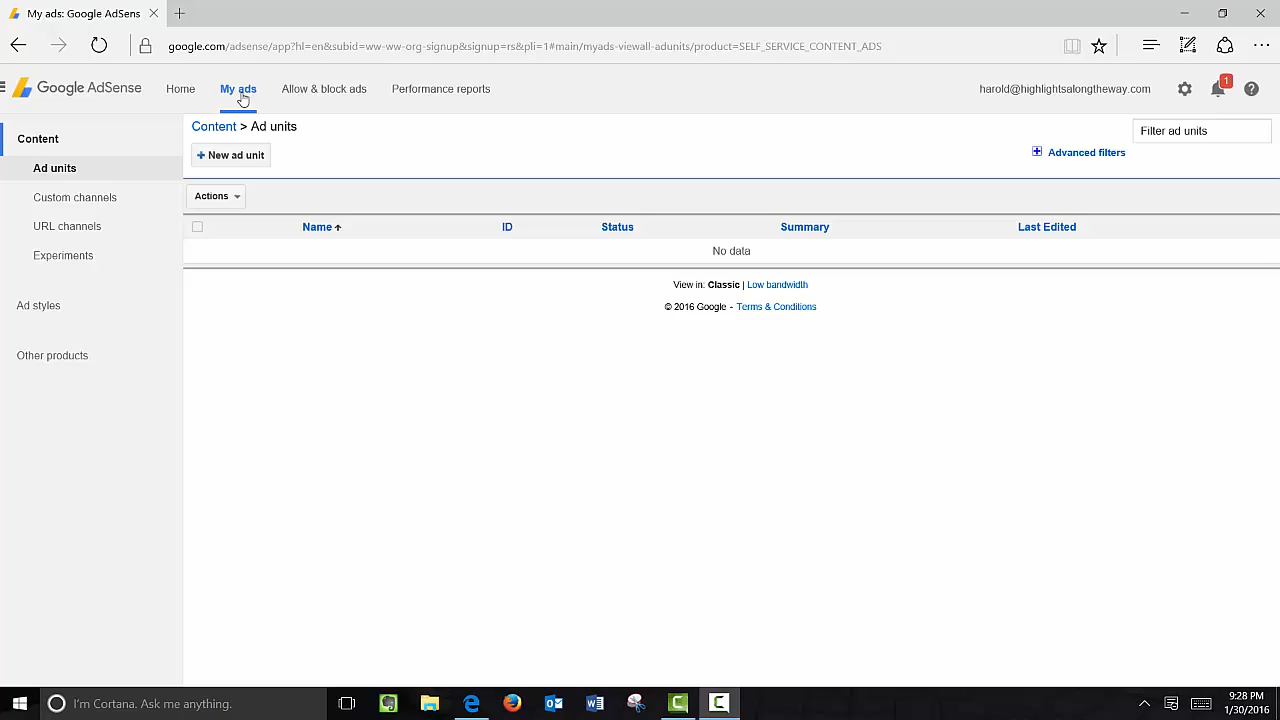 My ads: Google AdSens
google.com/adsense/app?hl=en&subid=ww-ww-org-signup&signup=rs&pli=1#main/myads-viewall-adunits/product=SELF_SERVICE_CONTENT_ADS
Google AdSense Home My ads Allow & block ads Performance reports harold@highlightsalongtheway.com 1
Content
Ad units
Custom channels
URL channels
Experiments
Ad styles
Other products
Content > Ad units
Filter ad units
+ New ad unit
Advanced filters
Actions
Name ID Status Summary Last Edited
No data
View in: Classic | Low bandwidth
© 2016 Google - Terms & Conditions
I'm Cortana. Ask me anything.
9:28 PM
1/30/2016